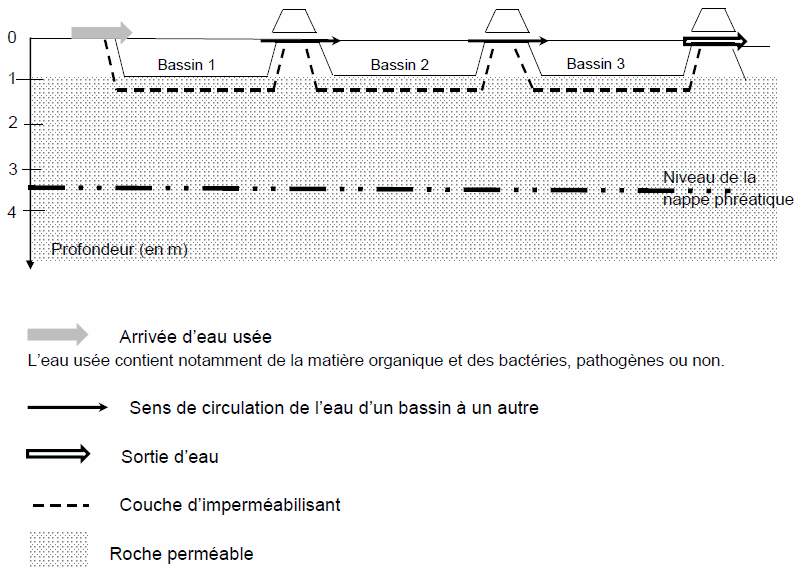 0
Bassin 1
Bassin 2
Bassin 3
1
2
3
Niveau de la
nappe phréatique
4
Profondeur (en m)
Arrivée d'eau usée
L'eau usée contient notamment de la matière organique et des bactéries, pathogènes ou non.
Sens de circulation de l'eau d'un bassin à un autre
Sortie d'eau
Couche d'imperméabilisant
Roche perméable